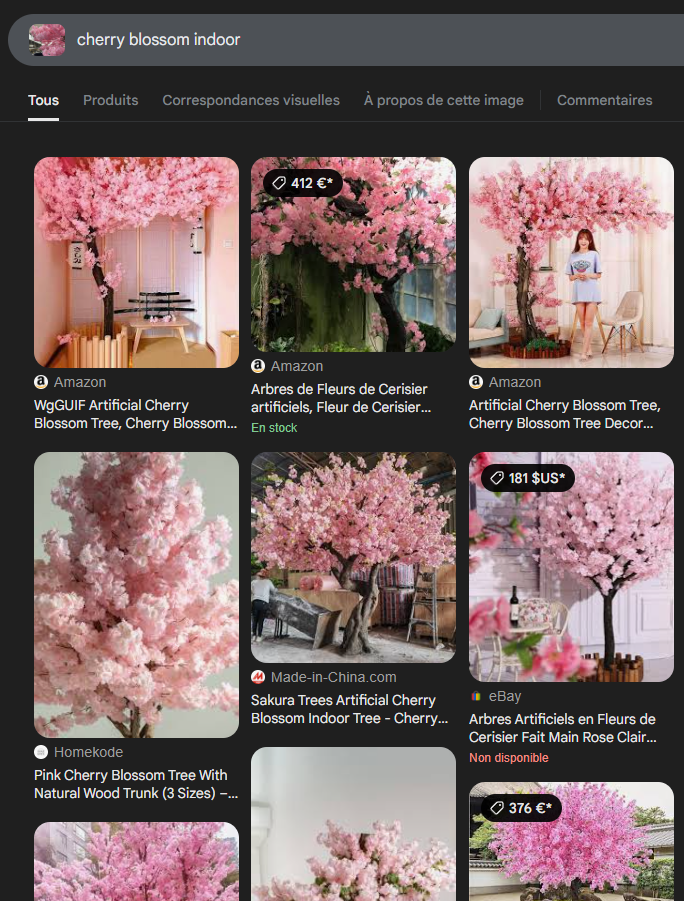 cherry blossom indoor
Tous
Produits
Correspondances visuelles
À propos de cette image
Commentaires
Amazon
WgGUIF Artificial Cherry
Blossom Tree, Cherry Blossom...
412 €*
Amazon
Arbres de Fleurs de Cerisier
artificiels, Fleur de Cerisier...
En stock
Amazon
Artificial Cherry Blossom Tree,
Cherry Blossom Tree Decor...
Homekode
Pink Cherry Blossom Tree With
Natural Wood Trunk (3 Sizes) –...
Made-in-China.com
Sakura Trees Artificial Cherry
Blossom Indoor Tree - Cherry...
181 $US*
eBay
Arbres Artificiels en Fleurs de
Cerisier Fait Main Rose Clair...
Non disponible
376 €*